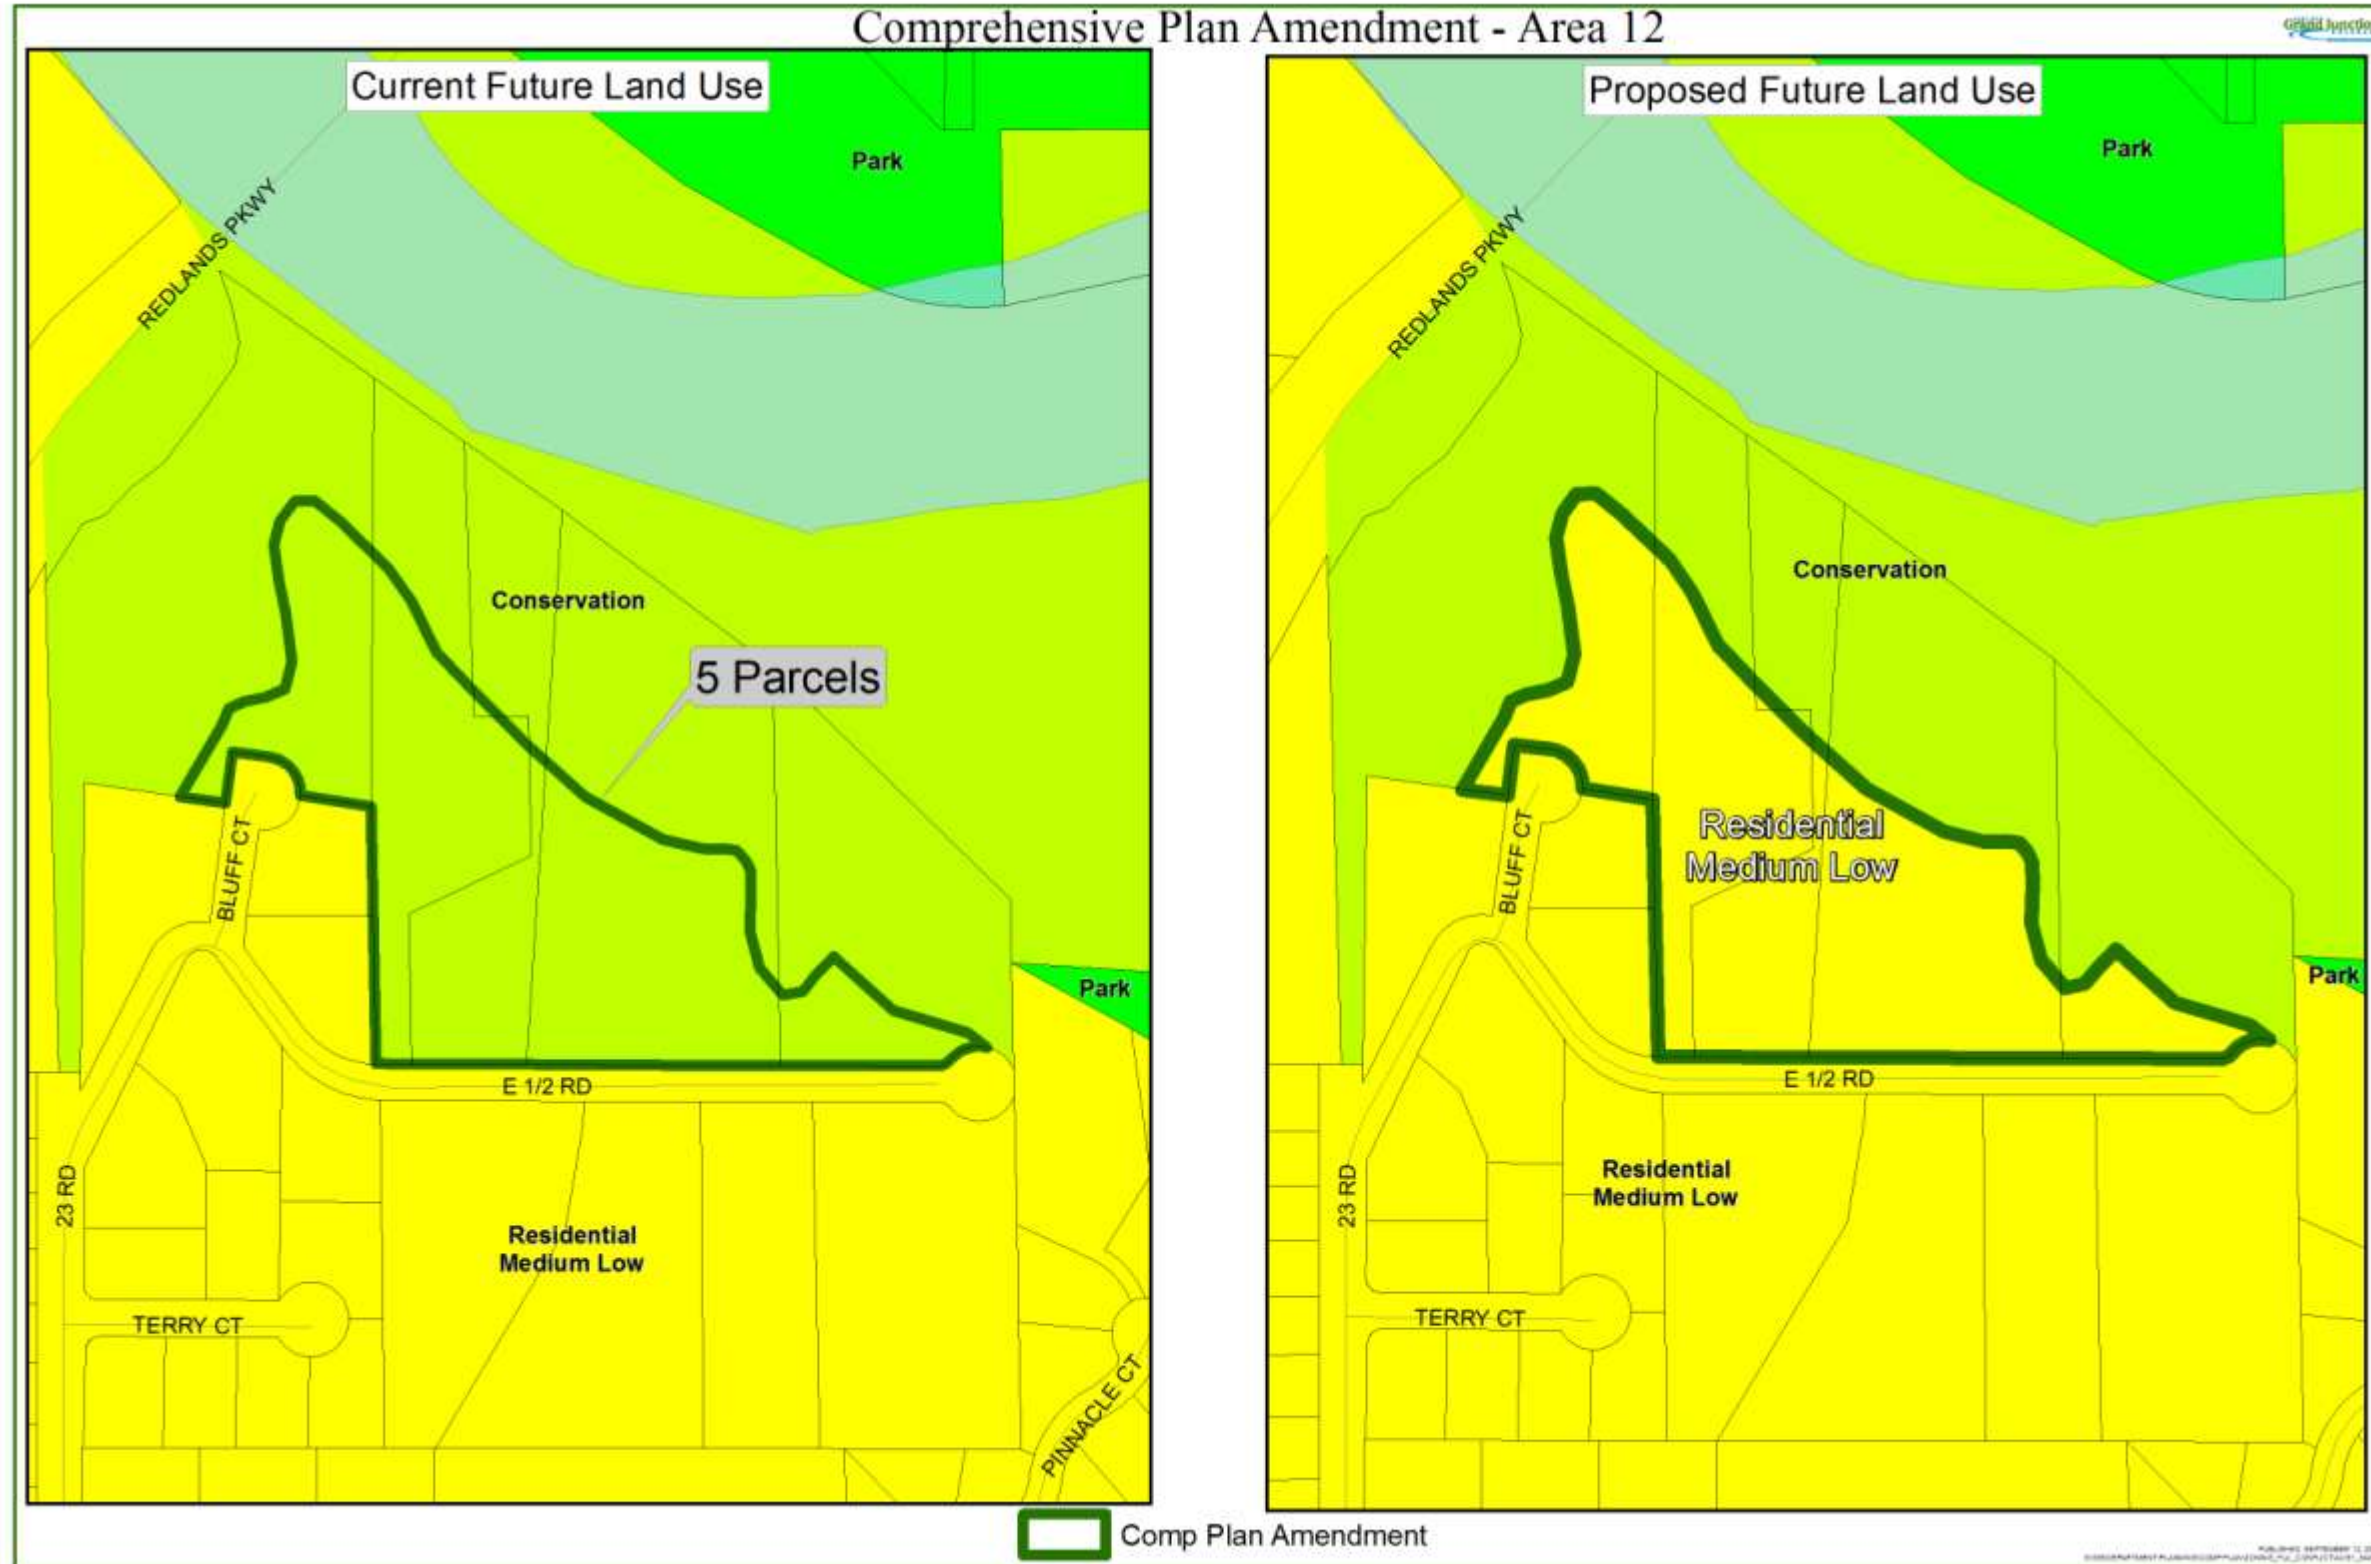 Comprehensive Plan Amendment - Area 12
Grand Junction
Current Future Land Use
Park
REDLANDS PKWY
Conservation
5 Parcels
BLUFF CT
Park
E 1/2 RD
23 RD
Residential
Medium Low
TERRY CT
PINNACLE CT
Proposed Future Land Use
Park
REDLANDS PKWY
Conservation
Residential
Medium Low
BLUFF CT
Park
E 1/2 RD
23 RD
Residential
Medium Low
TERRY CT
Comp Plan Amendment